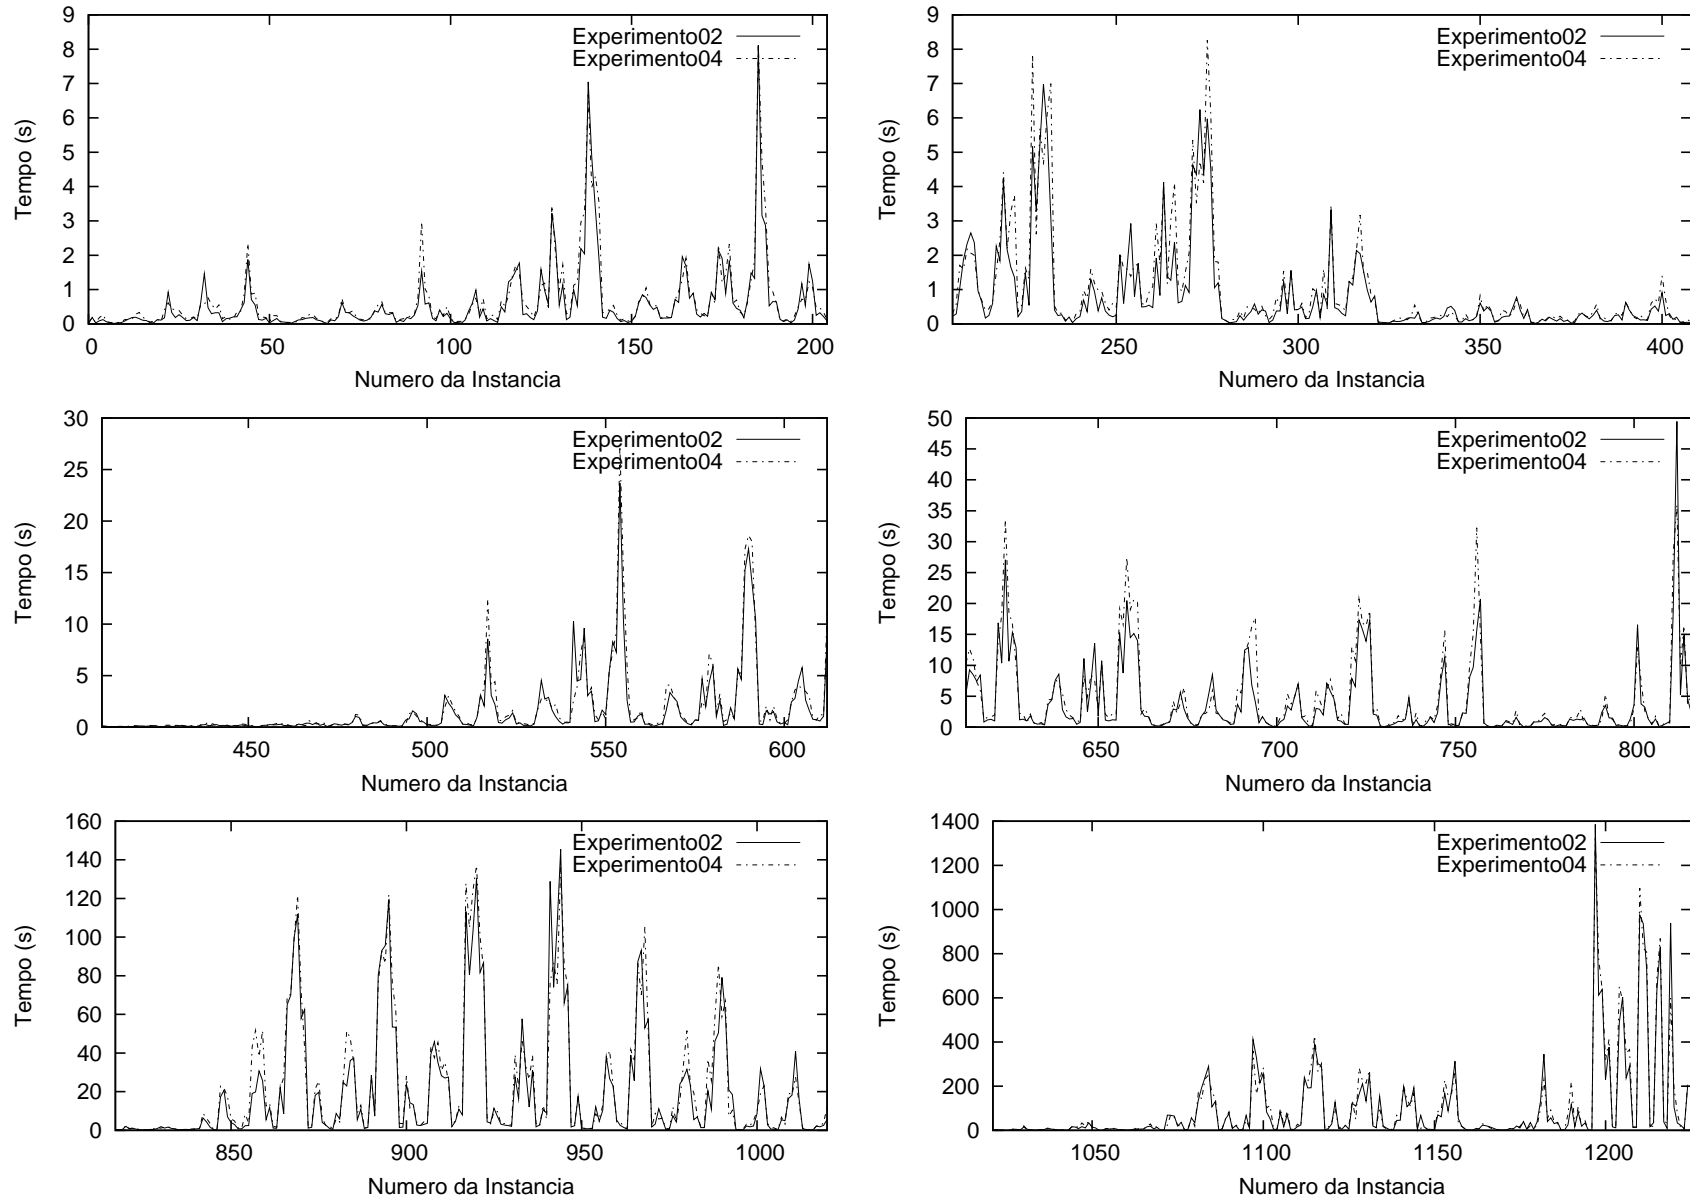 9
8
7
6
5
4
3
2
1
0
0 50 100 150 200
Tempo (s)
Numero da Instancia
Experimento02
Experimento04
9
8
7
6
5
4
3
2
1
0
250 300 350 400
Tempo (s)
Numero da Instancia
Experimento02
Experimento04
30
25
20
15
10
5
0
450 500 550 600
Tempo (s)
Numero da Instancia
Experimento02
Experimento04
50
45
40
35
30
25
20
15
10
5
0
650 700 750 800
Tempo (s)
Numero da Instancia
Experimento02
Experimento04
160
140
120
100
80
60
40
20
0
850 900 950 1000
Tempo (s)
Numero da Instancia
Experimento02
Experimento04
1400
1200
1000
800
600
400
200
0
1050 1100 1150 1200
Tempo (s)
Numero da Instancia
Experimento02
Experimento04